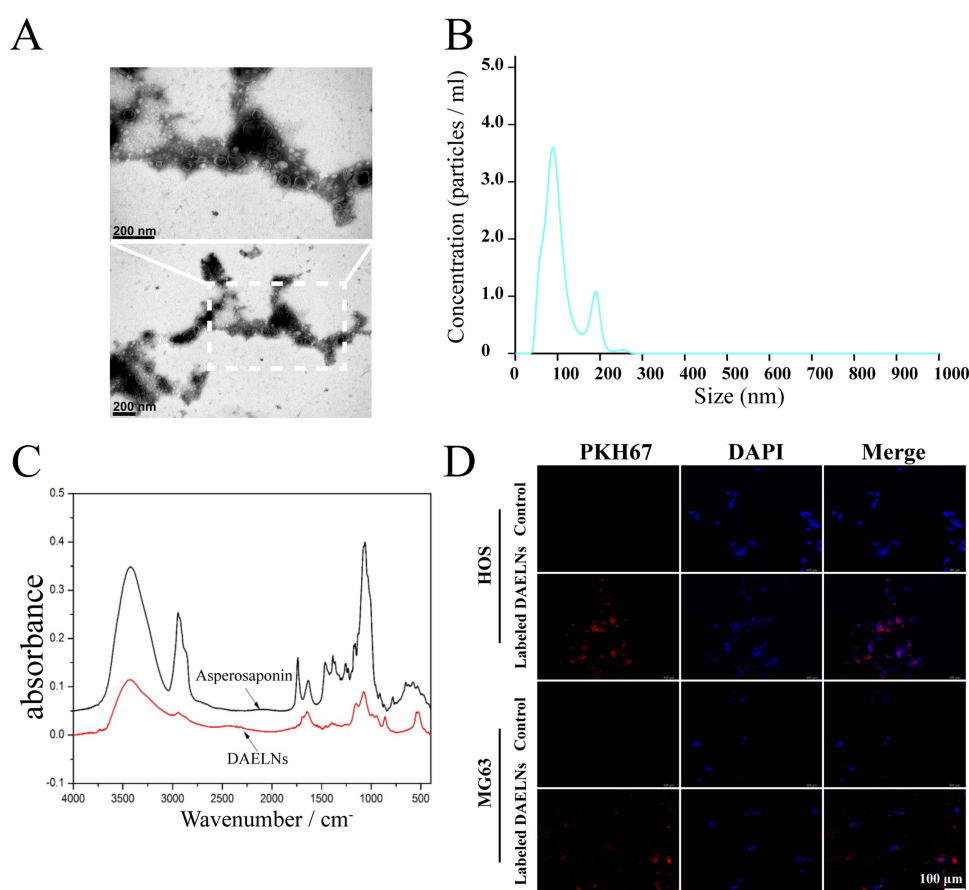 A
200 nm
200 nm
B
Concentration (particles / ml)
5.0
4.0
3.0
2.0
1.0
0
0 100 200 300 400 500 600 700 800 900 1000
Size (nm)
C
absorbance
0.5
0.4
0.3
0.2
0.1
0.0
-0.1
Asperosaponin
DAELNs
4000 3500 3000 2500 2000 1500 1000 500
Wavenumber / cm-
D
PKH67 DAPI Merge
HOS
Control
Labeled DAELNs
MG63
Control
Labeled DAELNs
100 μm